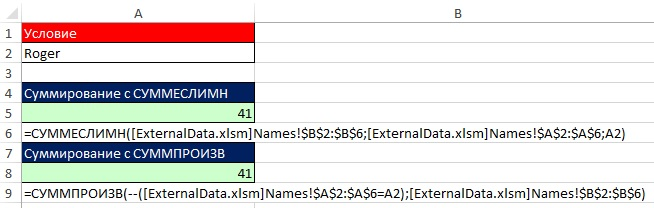 A B
1 Условие
2 Roger
3
4 Суммирование с СУММЕСЛИМН
5 41
6 =СУММЕСЛИМН([ExternalData.xlsm]Names!$B$2:$B$6;[ExternalData.xlsm]Names!$A$2:$A$6;A2)
7 Суммирование с СУММПРОИЗВ
8 41
9 =СУММПРОИЗВ(--([ExternalData.xlsm]Names!$A$2:$A$6=A2);[ExternalData.xlsm]Names!$B$2:$B$6)